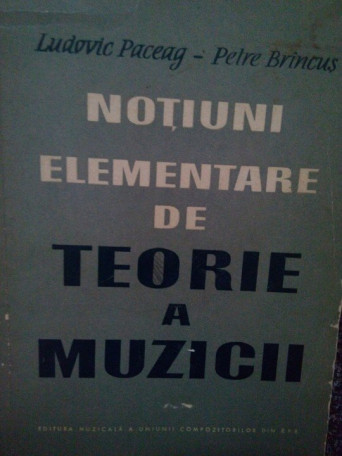 Ludovic Paceag - Petre Brîncuș
NOȚIUNI
ELEMENTARE
DE
TEORIE
A
MUZICII
EDITURA MUZICALĂ A UNIUNII COMPOZITORILOR DIN